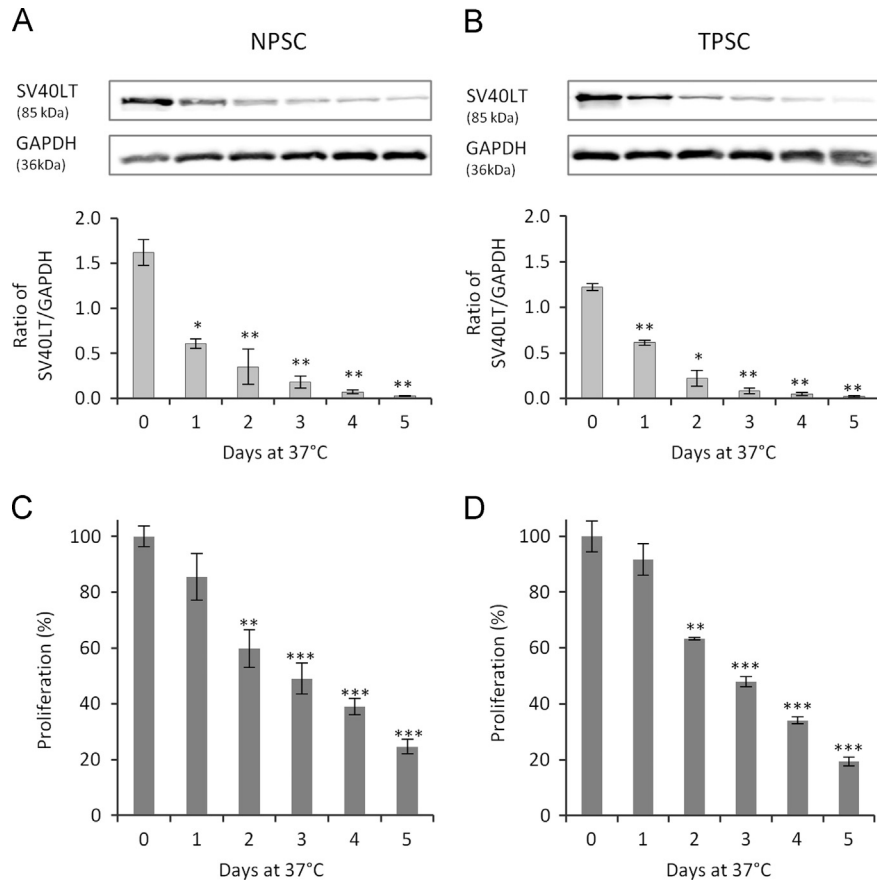 A
NPSC
SV40LT
(85 kDa)
GAPDH
(36kDa)
Ratio of
SV40LT/GAPDH
2.0
1.5
1.0
0.5
0.0
*
**
**
**
**
0 1 2 3 4 5
Days at 37°C
B
TPSC
SV40LT
(85 kDa)
GAPDH
(36kDa)
Ratio of
SV40LT/GAPDH
2.0
1.5
1.0
0.5
0.0
**
*
**
**
**
0 1 2 3 4 5
Days at 37°C
C
Proliferation (%)
100
80
60
40
20
0
**
***
***
***
0 1 2 3 4 5
Days at 37°C
D
Proliferation (%)
100
80
60
40
20
0
**
***
***
***
0 1 2 3 4 5
Days at 37°C